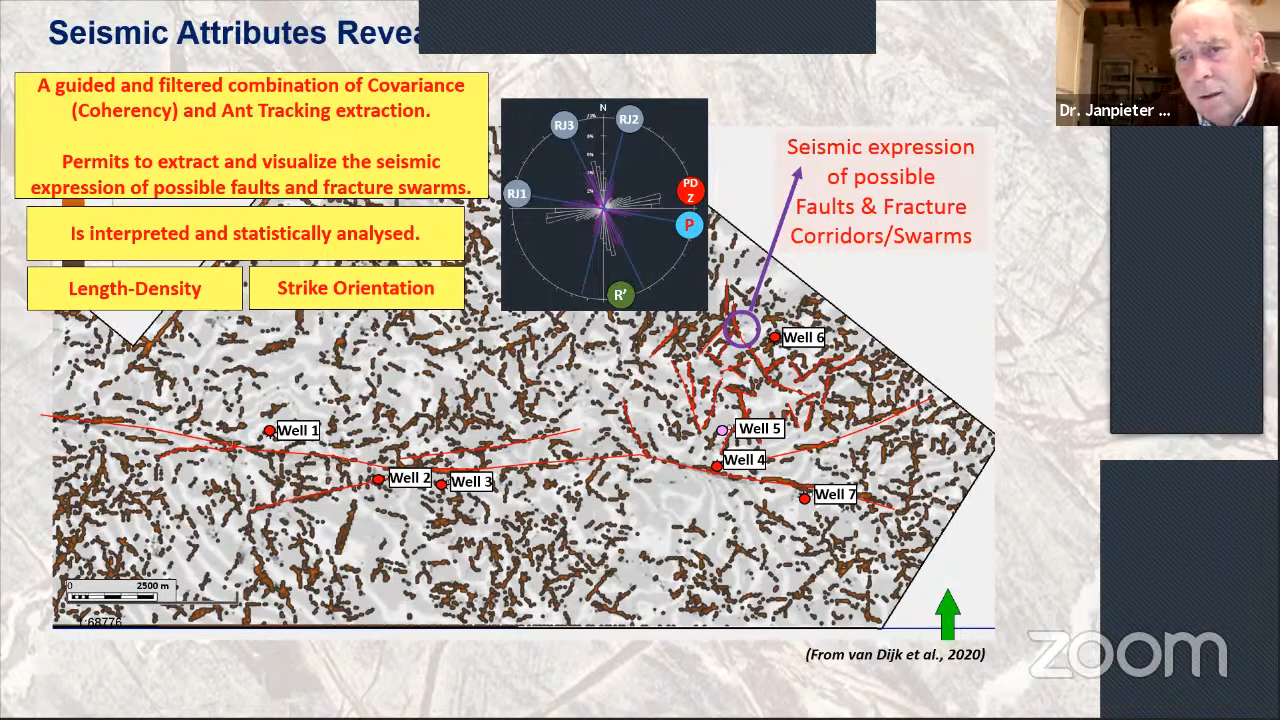 Seismic Attributes Revea
A guided and filtered combination of Covariance
(Coherency) and Ant Tracking extraction.
Permits to extract and visualize the seismic
expression of possible faults and fracture swarms.
Is interpreted and statistically analysed.
Length-Density
Strike Orientation
N
RJ3
RJ2
RJ1
PD
Z
P
R’
Seismic expression
of possible
Faults & Fracture
Corridors/Swarms
Dr. Janpieter ...
Well 6
Well 1
Well 5
Well 4
Well 2
Well 3
Well 7
0
2500 m
1:68776
(From van Dijk et al., 2020)
zoom